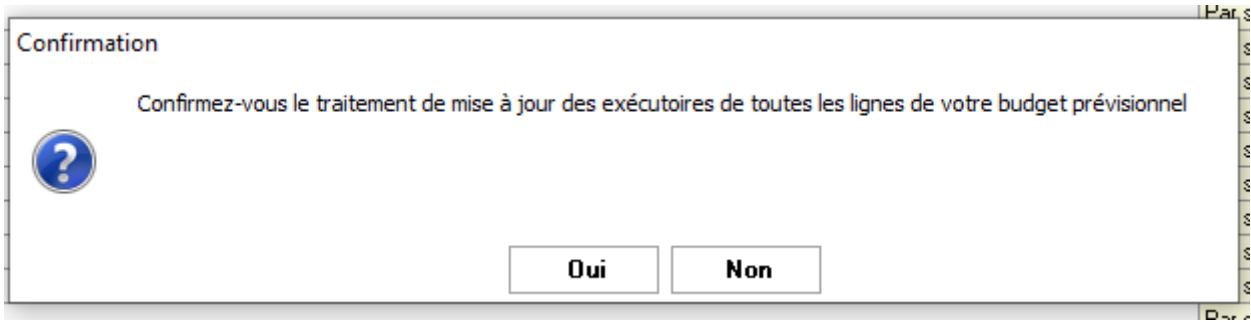 Par s
Confirmation
Confirmez-vous le traitement de mise à jour des exécutoires de toutes les lignes de votre budget prévisionnel
Oui
Non